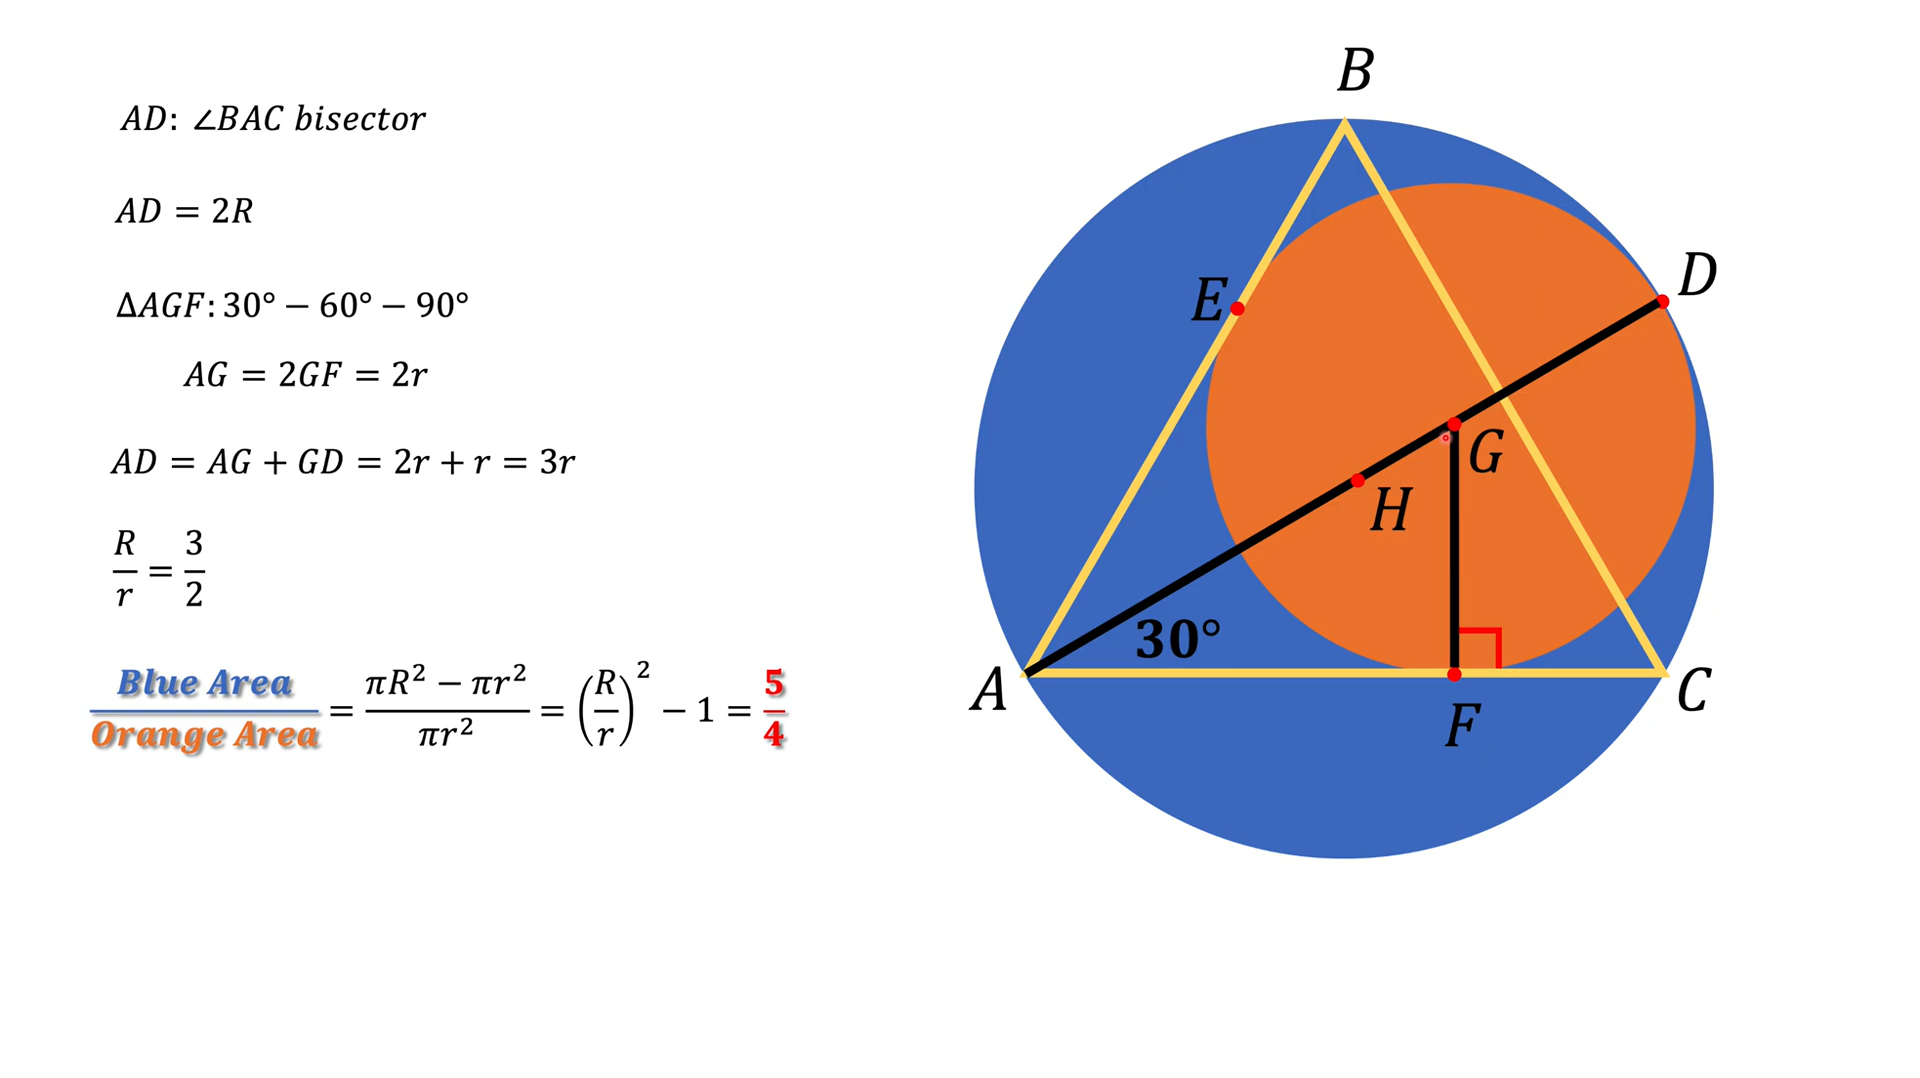 AD: ∠BAC bisector
AD = 2R
ΔAGF: 30° − 60° − 90°
AG = 2GF = 2r
AD = AG + GD = 2r + r = 3r
R/r = 3/2
Blue Area/Orange Area = (πR² − πr²)/(πr²) = (R/r)² − 1 = 5/4
B
D
E
G
H
30°
A
C
F